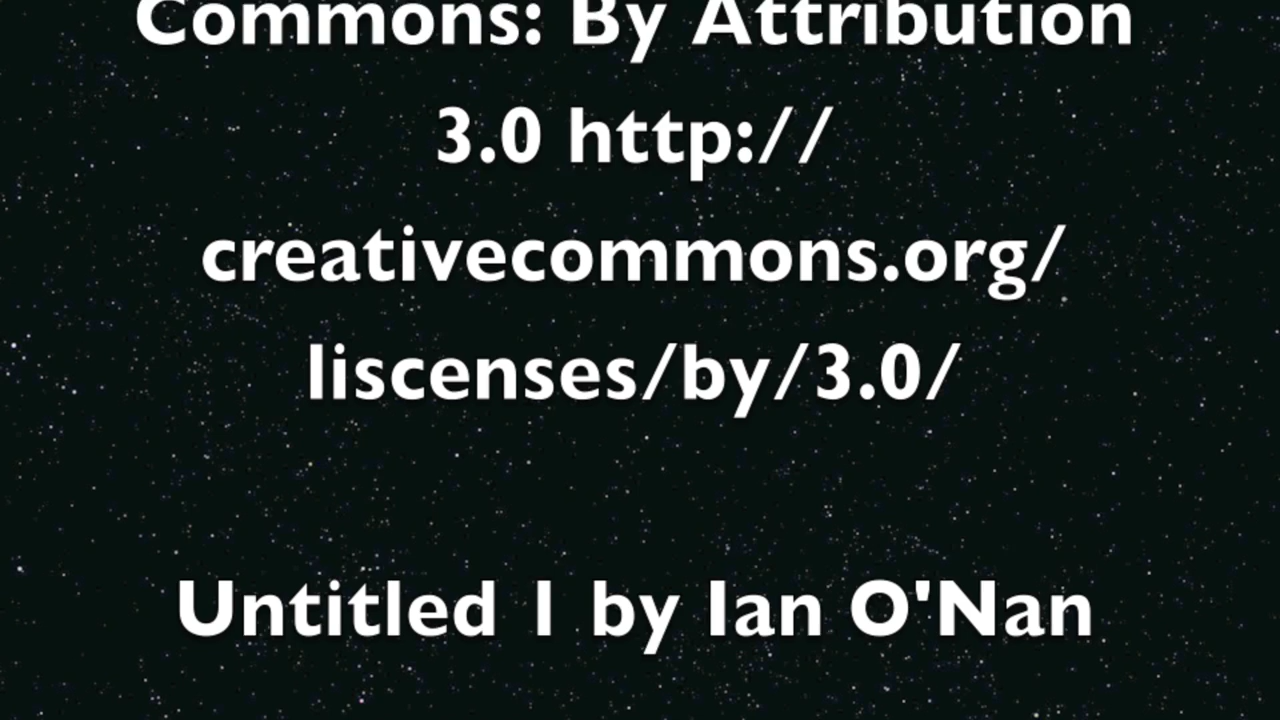 Commons: By Attribution
3.0 http://
creativecommons.org/
liscenses/by/3.0/
Untitled 1 by Ian O'Nan